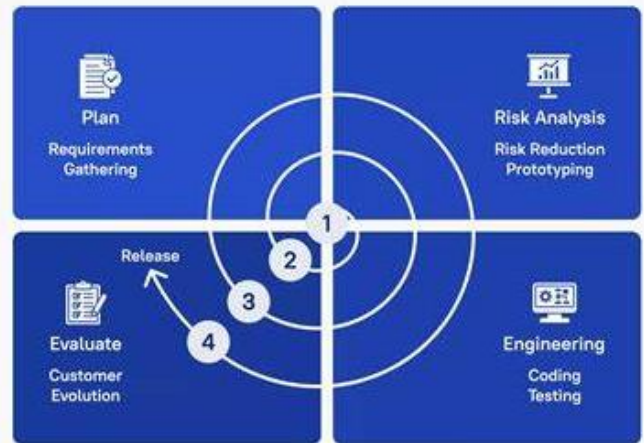 Plan
Requirements
Gathering
Risk Analysis
Risk Reduction
Prototyping
1
2
3
4
Release
Evaluate
Customer
Evolution
Engineering
Coding
Testing